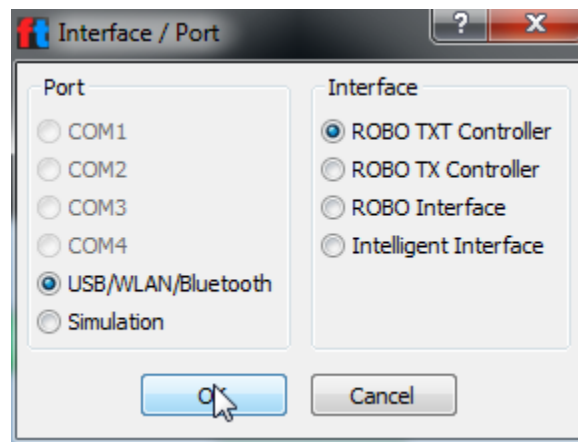 ft Interface / Port
?
X
Port
COM1
COM2
COM3
COM4
USB/WLAN/Bluetooth
Simulation
Interface
ROBO TXT Controller
ROBO TX Controller
ROBO Interface
Intelligent Interface
Cancel